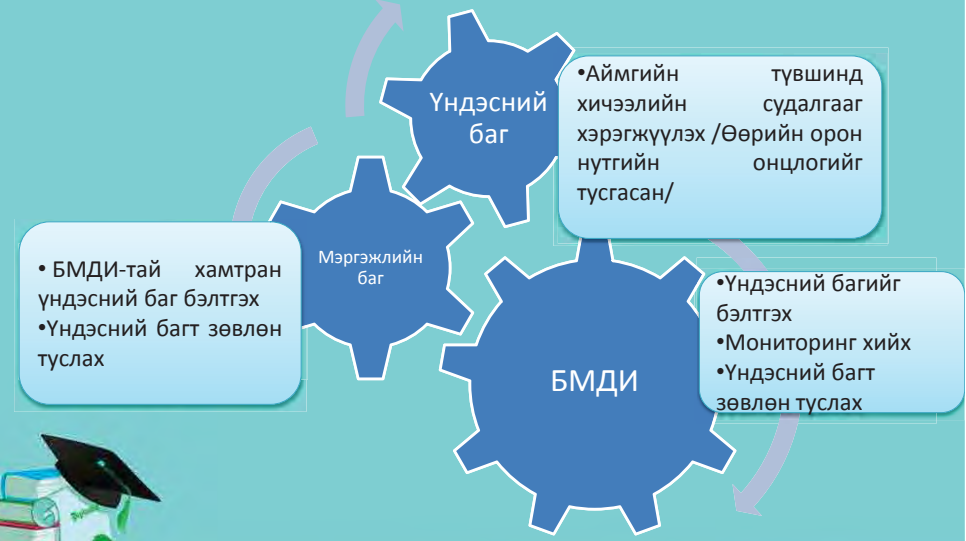 Үндэсний
баг
•Аймгийн түвшинд
хичээлийн судалгааг
хэрэгжүүлэх /Өөрийн орон
нутгийн онцлогийг
тусгасан/
Мэргэжлийн
баг
• БМДИ-тай хамтран
үндэсний баг бэлтгэх
•Үндэсний багт зөвлөн
туслах
БМДИ
•Үндэсний багийг
бэлтгэх
•Мониторинг хийх
•Үндэсний багт
зөвлөн туслах